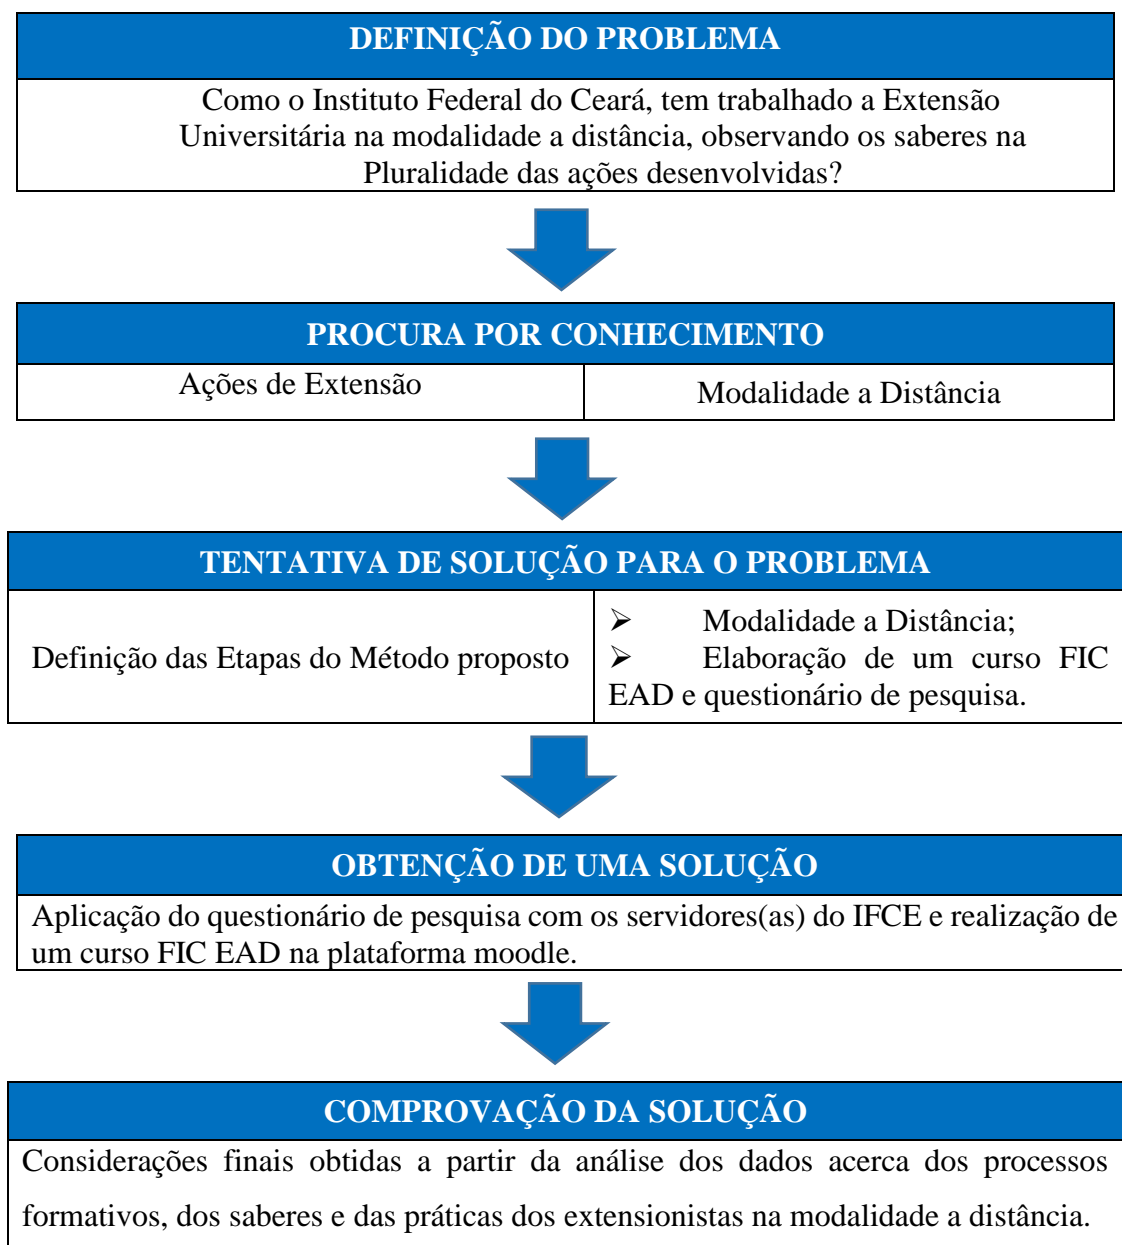 DEFINIÇÃO DO PROBLEMA
Como o Instituto Federal do Ceará, tem trabalhado a Extensão
Universitária na modalidade a distância, observando os saberes na
Pluralidade das ações desenvolvidas?
PROCURA POR CONHECIMENTO
Ações de Extensão
Modalidade a Distância
TENTATIVA DE SOLUÇÃO PARA O PROBLEMA
Definição das Etapas do Método proposto
➢ Modalidade a Distância;
➢ Elaboração de um curso FIC
EAD e questionário de pesquisa.
OBTENÇÃO DE UMA SOLUÇÃO
Aplicação do questionário de pesquisa com os servidores(as) do IFCE e realização de
um curso FIC EAD na plataforma moodle.
COMPROVAÇÃO DA SOLUÇÃO
Considerações finais obtidas a partir da análise dos dados acerca dos processos
formativos, dos saberes e das práticas dos extensionistas na modalidade a distância.